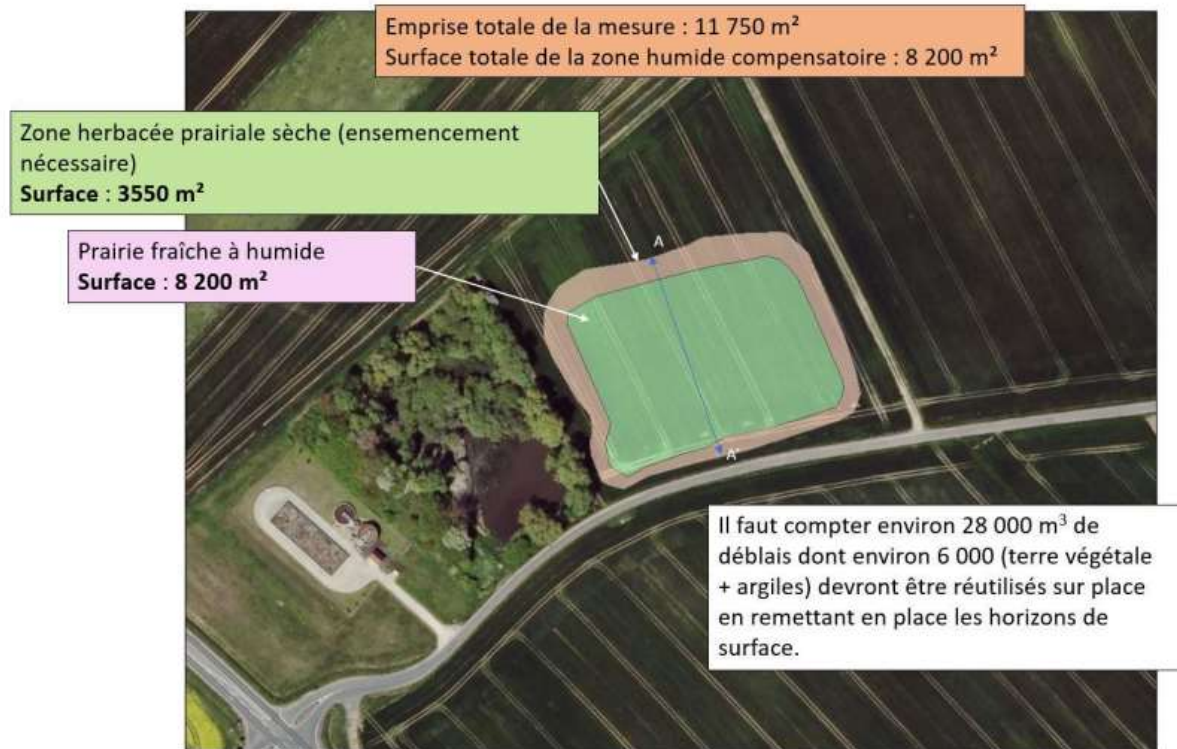 Emprise totale de la mesure : 11 750 m²
Surface totale de la zone humide compensatoire : 8 200 m²
Zone herbacée prairiale sèche (ensemencement
nécessaire)
Surface : 3550 m²
Prairie fraîche à humide
Surface : 8 200 m²
A
A'
Il faut compter environ 28 000 m³ de
déblais dont environ 6 000 (terre végétale
+ argiles) devront être réutilisés sur place
en remettant en place les horizons de
surface.